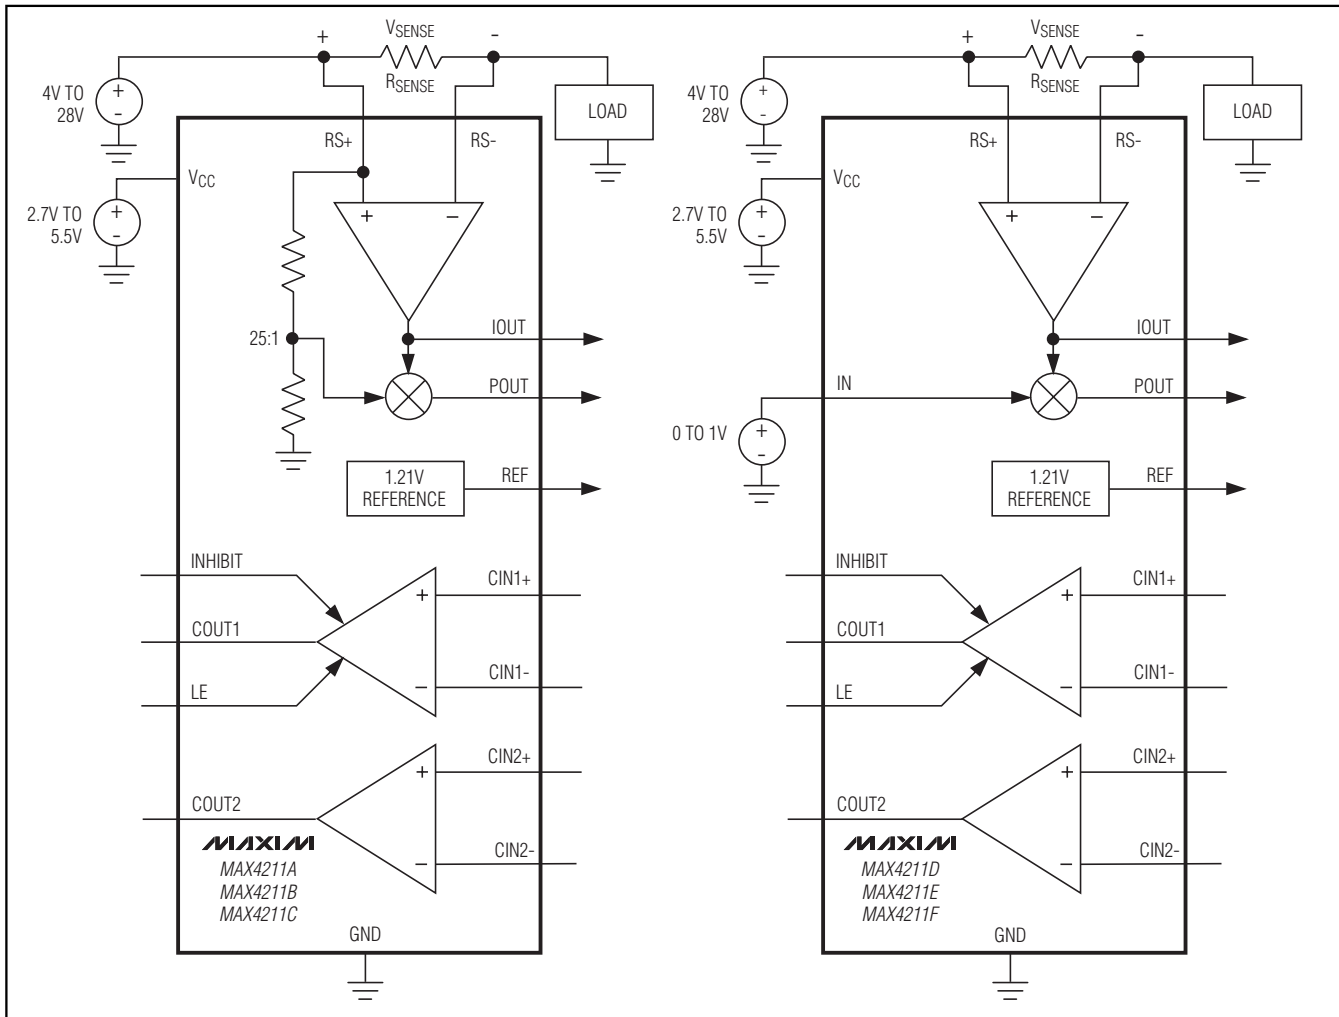 + VSENSE -
RSENSE
4V TO
28V
+
-
LOAD
RS+ RS-
VCC
2.7V TO
5.5V
+
-
+ −
IOUT
25:1
POUT
1.21V
REFERENCE
REF
INHIBIT
CIN1+
+
COUT1
CIN1-
−
LE
CIN2+
+
COUT2
CIN2-
−
MAXIM
MAX4211A
MAX4211B
MAX4211C
GND
+ VSENSE -
RSENSE
4V TO
28V
+
-
LOAD
RS+ RS-
VCC
2.7V TO
5.5V
+
-
+ −
IOUT
IN
POUT
0 TO 1V
+
-
1.21V
REFERENCE
REF
INHIBIT
CIN1+
+
COUT1
CIN1-
−
LE
CIN2+
+
COUT2
CIN2-
−
MAXIM
MAX4211D
MAX4211E
MAX4211F
GND